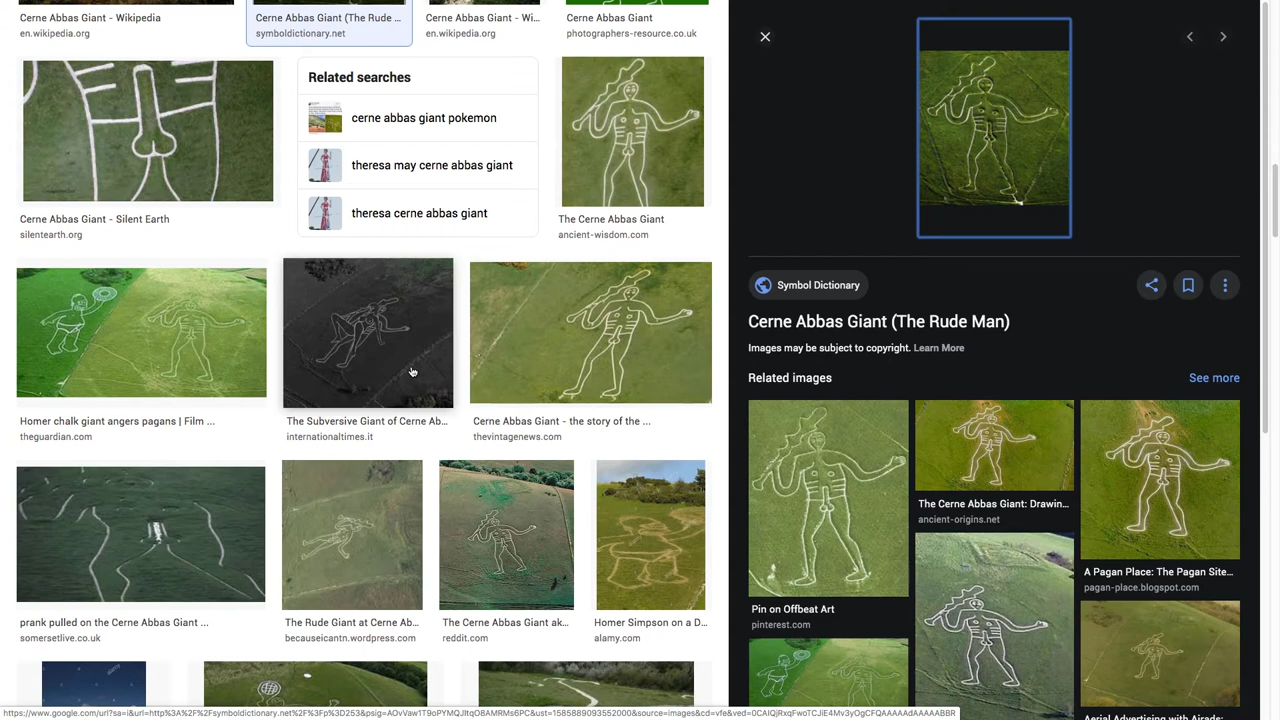 Cerne Abbas Giant - Wikipedia
en.wikipedia.org
Cerne Abbas Giant (The Rude ...
symboldictionary.net
Cerne Abbas Giant - Wi...
en.wikipedia.org
Cerne Abbas Giant
photographers-resource.co.uk
Related searches
cerne abbas giant pokemon
theresa may cerne abbas giant
theresa cerne abbas giant
Cerne Abbas Giant - Silent Earth
silentearth.org
The Cerne Abbas Giant
ancient-wisdom.com
Homer chalk giant angers pagans | Film ...
theguardian.com
The Subversive Giant of Cerne Ab...
internationaltimes.it
Cerne Abbas Giant - the story of the ...
thevintagenews.com
prank pulled on the Cerne Abbas Giant ...
somersetlive.co.uk
The Rude Giant at Cerne Ab...
becauseicantn.wordpress.com
The Cerne Abbas Giant ak...
reddit.com
Homer Simpson on a D...
alamy.com
Symbol Dictionary
Cerne Abbas Giant (The Rude Man)
Images may be subject to copyright. Learn More
Related images
See more
The Cerne Abbas Giant: Drawin...
ancient-origins.net
A Pagan Place: The Pagan Site...
pagan-place.blogspot.com
Pin on Offbeat Art
pinterest.com